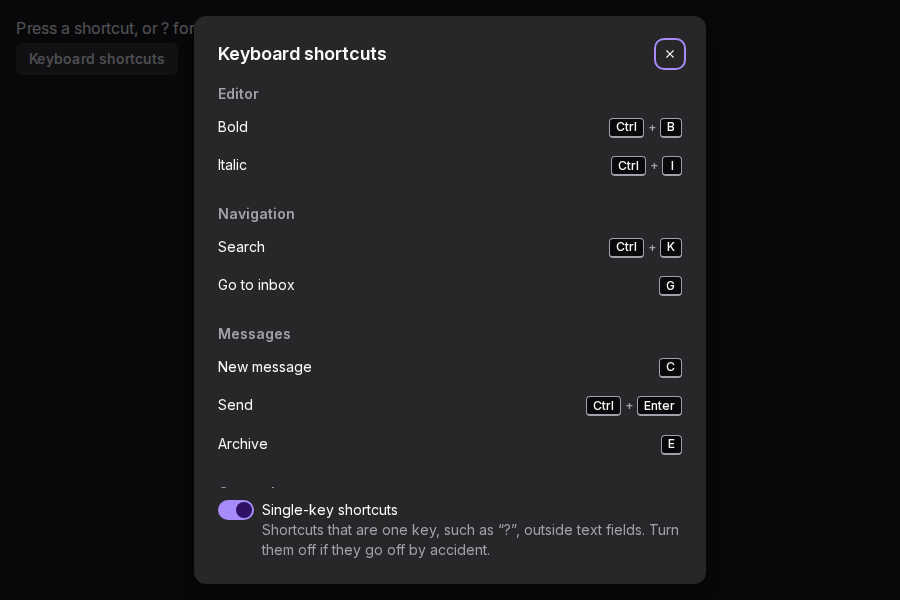 Press a shortcut, or ? for
Keyboard shortcuts
Keyboard shortcuts
Editor
Bold Ctrl + B
Italic Ctrl + I
Navigation
Search Ctrl + K
Go to inbox G
Messages
New message C
Send Ctrl + Enter
Archive E
Single-key shortcuts
Shortcuts that are one key, such as “?”, outside text fields. Turn
them off if they go off by accident.